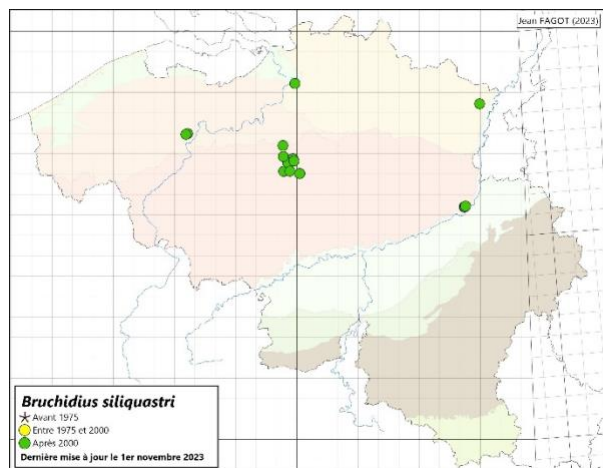 Jean FAGOT (2023)
Bruchidius siliquastri
Avant 1975
Entre 1975 et 2000
Après 2000
Dernière mise à jour le 1er novembre 2023